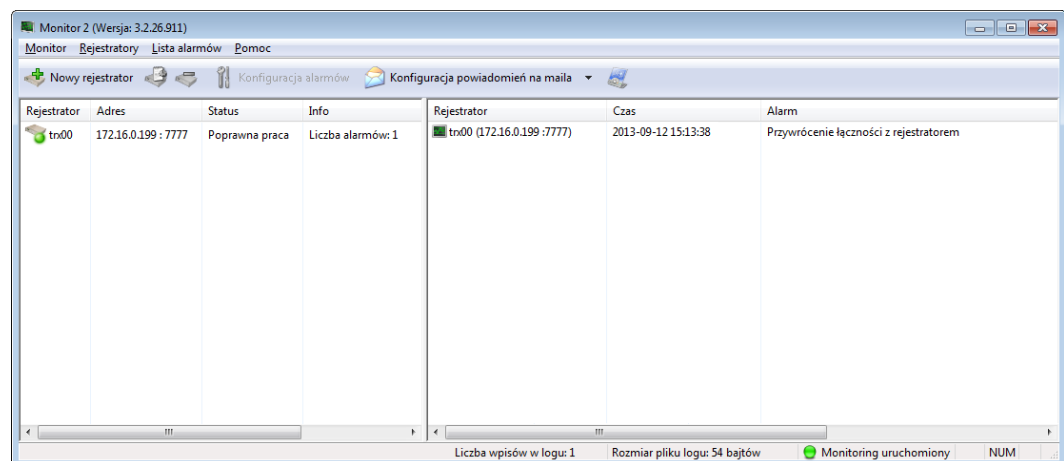 Monitor 2 (Wersja: 3.2.26.911)
Monitor Rejestratory Lista alarmów Pomoc
Nowy rejestrator Konfiguracja alarmów Konfiguracja powiadomień na maila
Rejestrator Adres Status Info
trx00 172.16.0.199 : 7777 Poprawna praca Liczba alarmów: 1
Rejestrator Czas Alarm
trx00 (172.16.0.199 :7777) 2013-09-12 15:13:38 Przywrócenie łączności z rejestratorem
Liczba wpisów w logu: 1 Rozmiar pliku logu: 54 bajtów Monitoring uruchomiony NUM